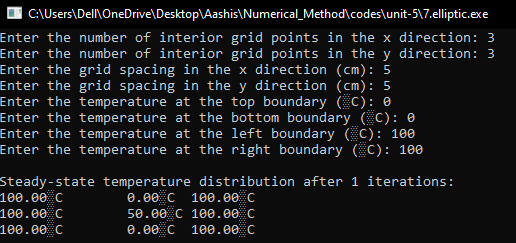 C:\Users\Dell\OneDrive\Desktop\Aashis\Numerical_Method\codes\unit-5\7.elliptic.exe
Enter the number of interior grid points in the x direction: 3
Enter the number of interior grid points in the y direction: 3
Enter the grid spacing in the x direction (cm): 5
Enter the grid spacing in the y direction (cm): 5
Enter the temperature at the top boundary (░C): 0
Enter the temperature at the bottom boundary (░C): 0
Enter the temperature at the left boundary (░C): 100
Enter the temperature at the right boundary (░C): 100
Steady-state temperature distribution after 1 iterations:
100.00░C 0.00░C 100.00░C
100.00░C 50.00░C 100.00░C
100.00░C 0.00░C 100.00░C